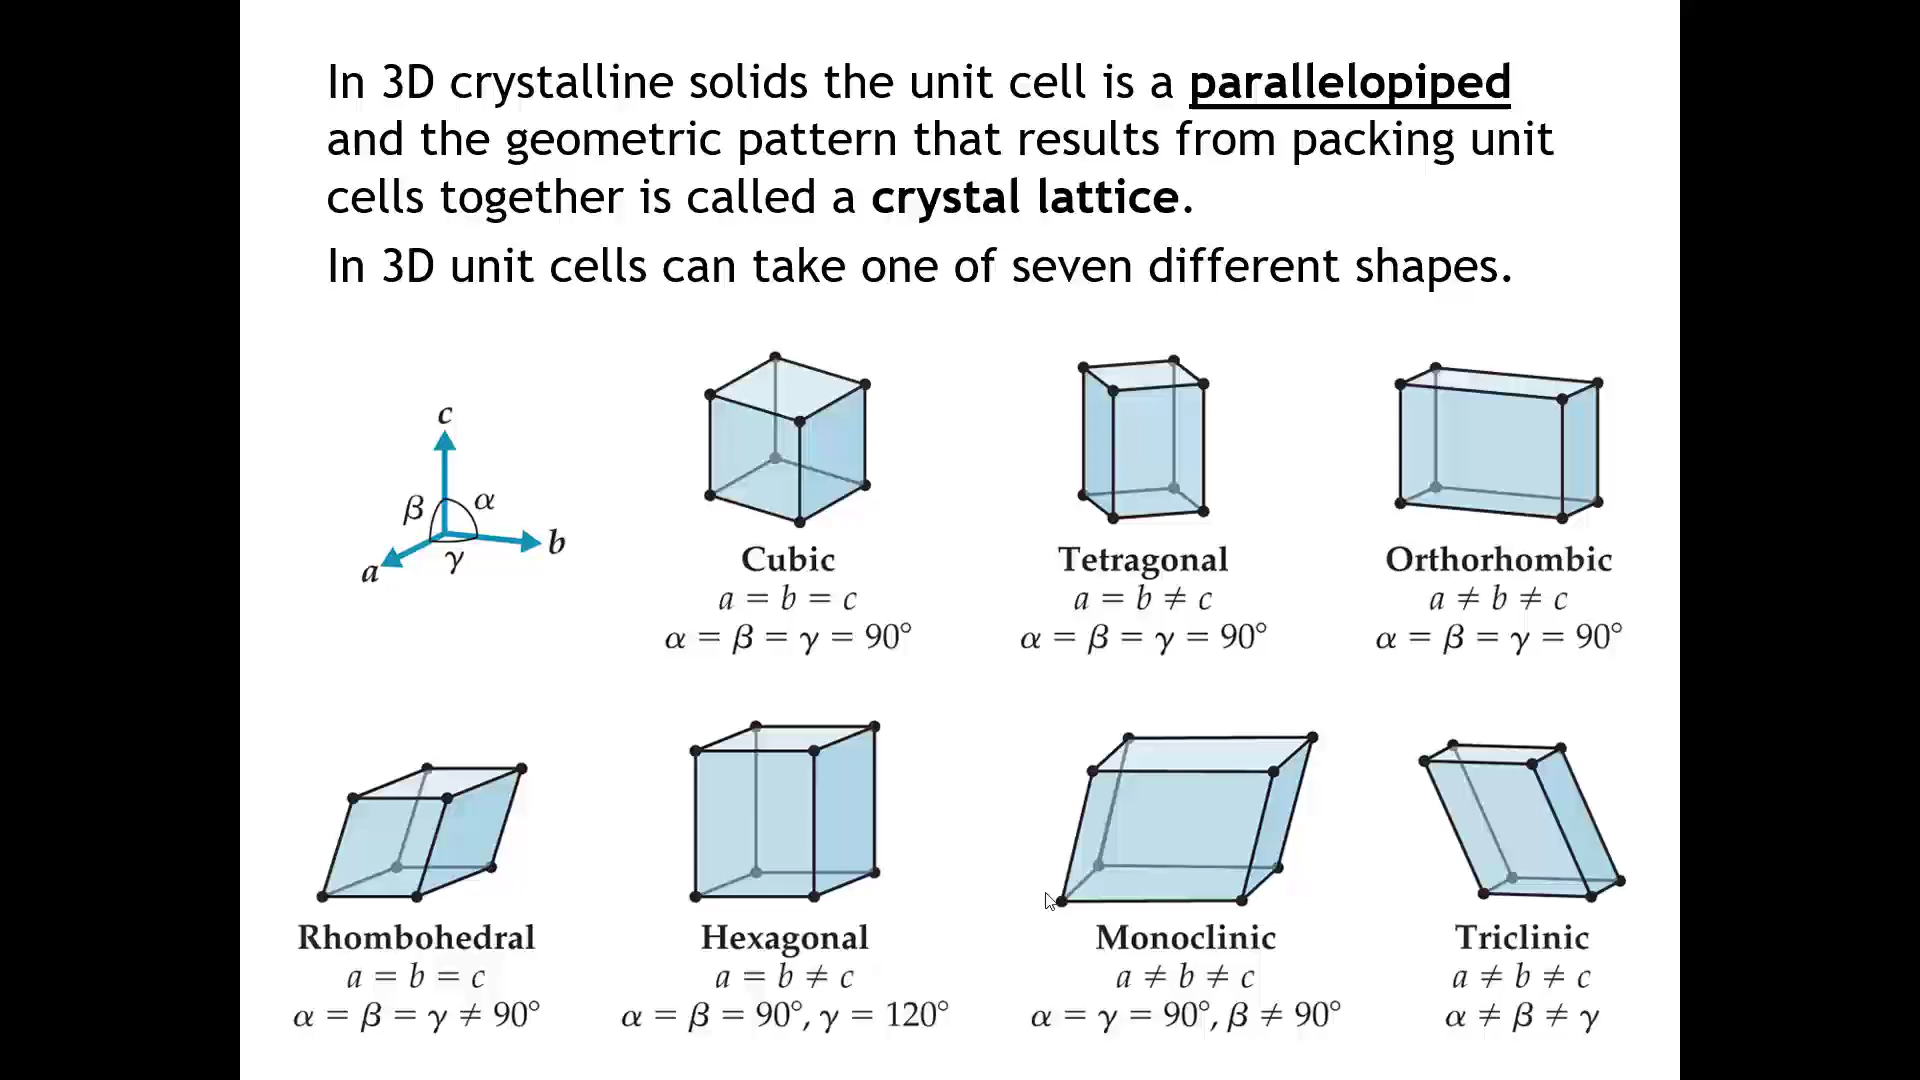 In 3D crystalline solids the unit cell is a parallelopiped
and the geometric pattern that results from packing unit
cells together is called a crystal lattice.
In 3D unit cells can take one of seven different shapes.
c
β α
b
a γ
Cubic
a = b = c
α = β = γ = 90°
Tetragonal
a = b ≠ c
α = β = γ = 90°
Orthorhombic
a ≠ b ≠ c
α = β = γ = 90°
Rhombohedral
a = b = c
α = β = γ ≠ 90°
Hexagonal
a = b ≠ c
α = β = 90°, γ = 120°
Monoclinic
a ≠ b ≠ c
α = γ = 90°, β ≠ 90°
Triclinic
a ≠ b ≠ c
α ≠ β ≠ γ